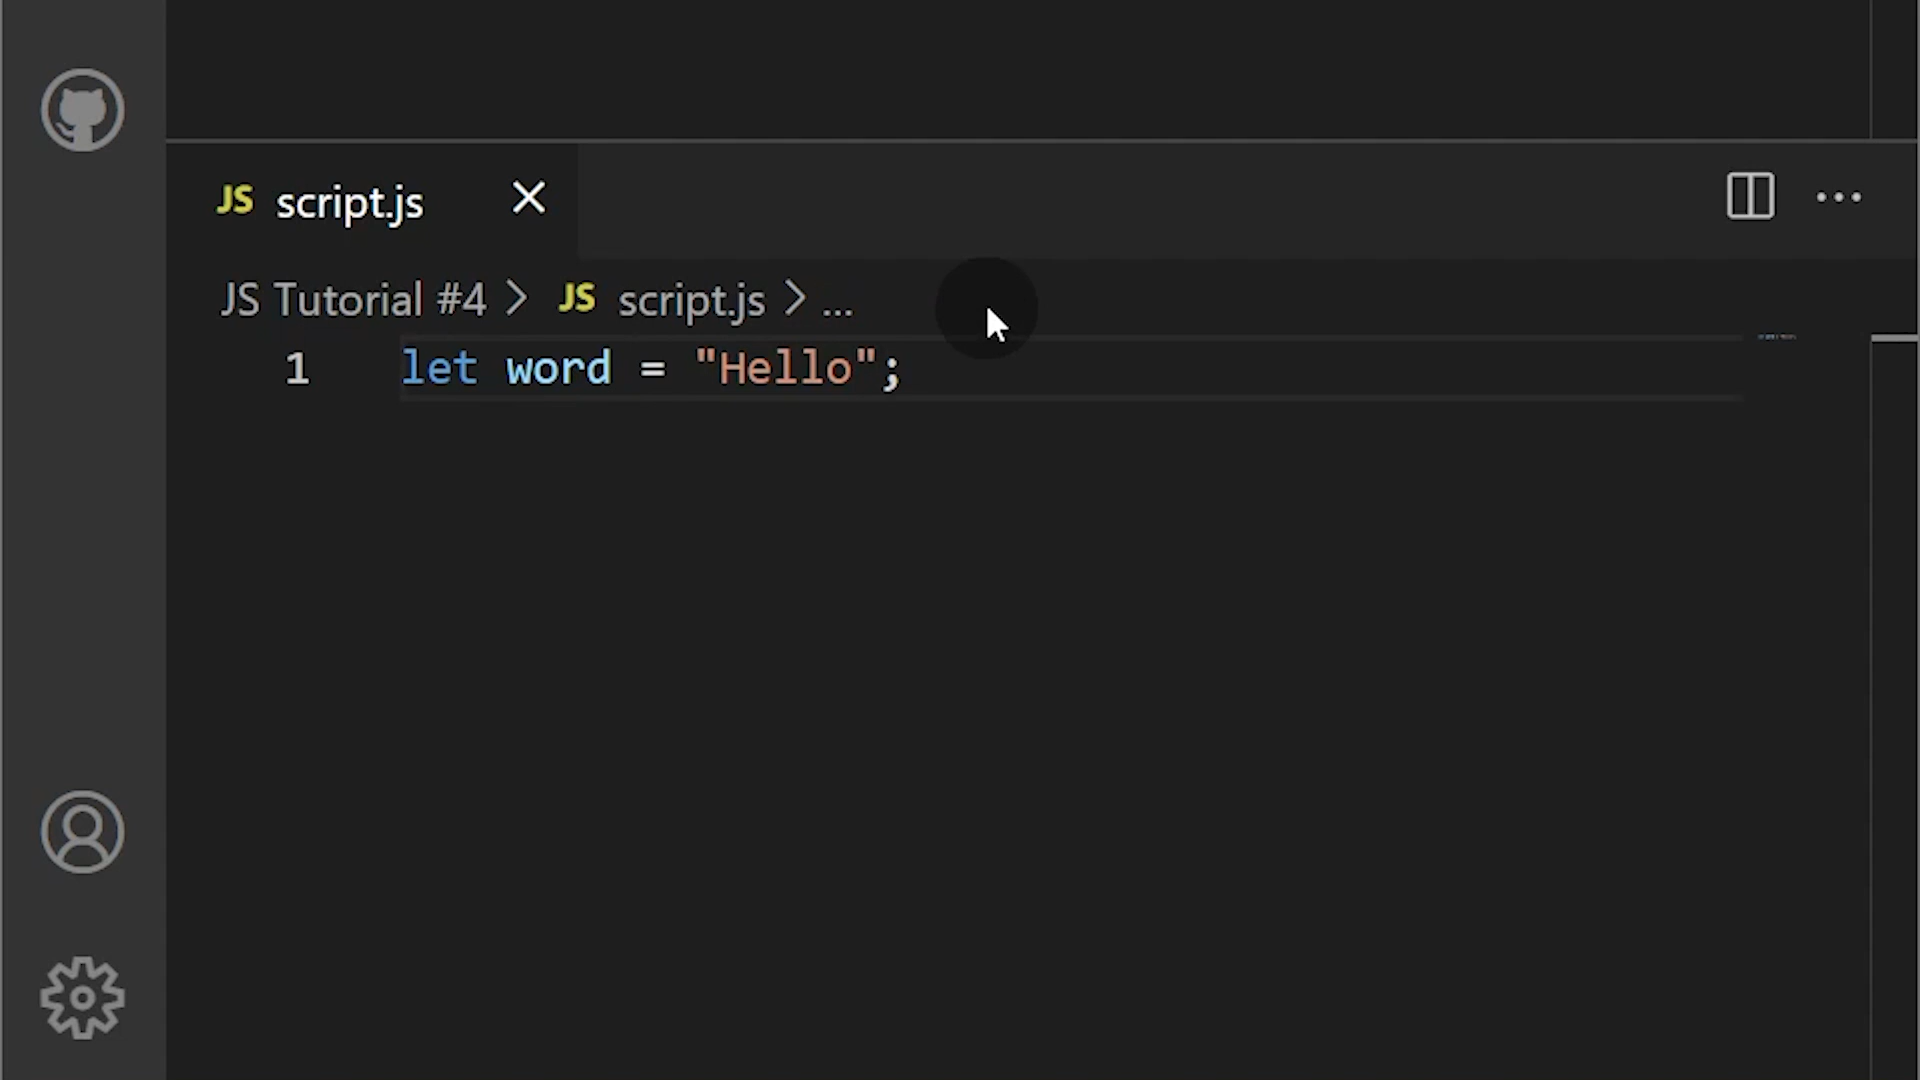 JS script.js
JS Tutorial #4 > JS script.js > ...
1 let word = "Hello";